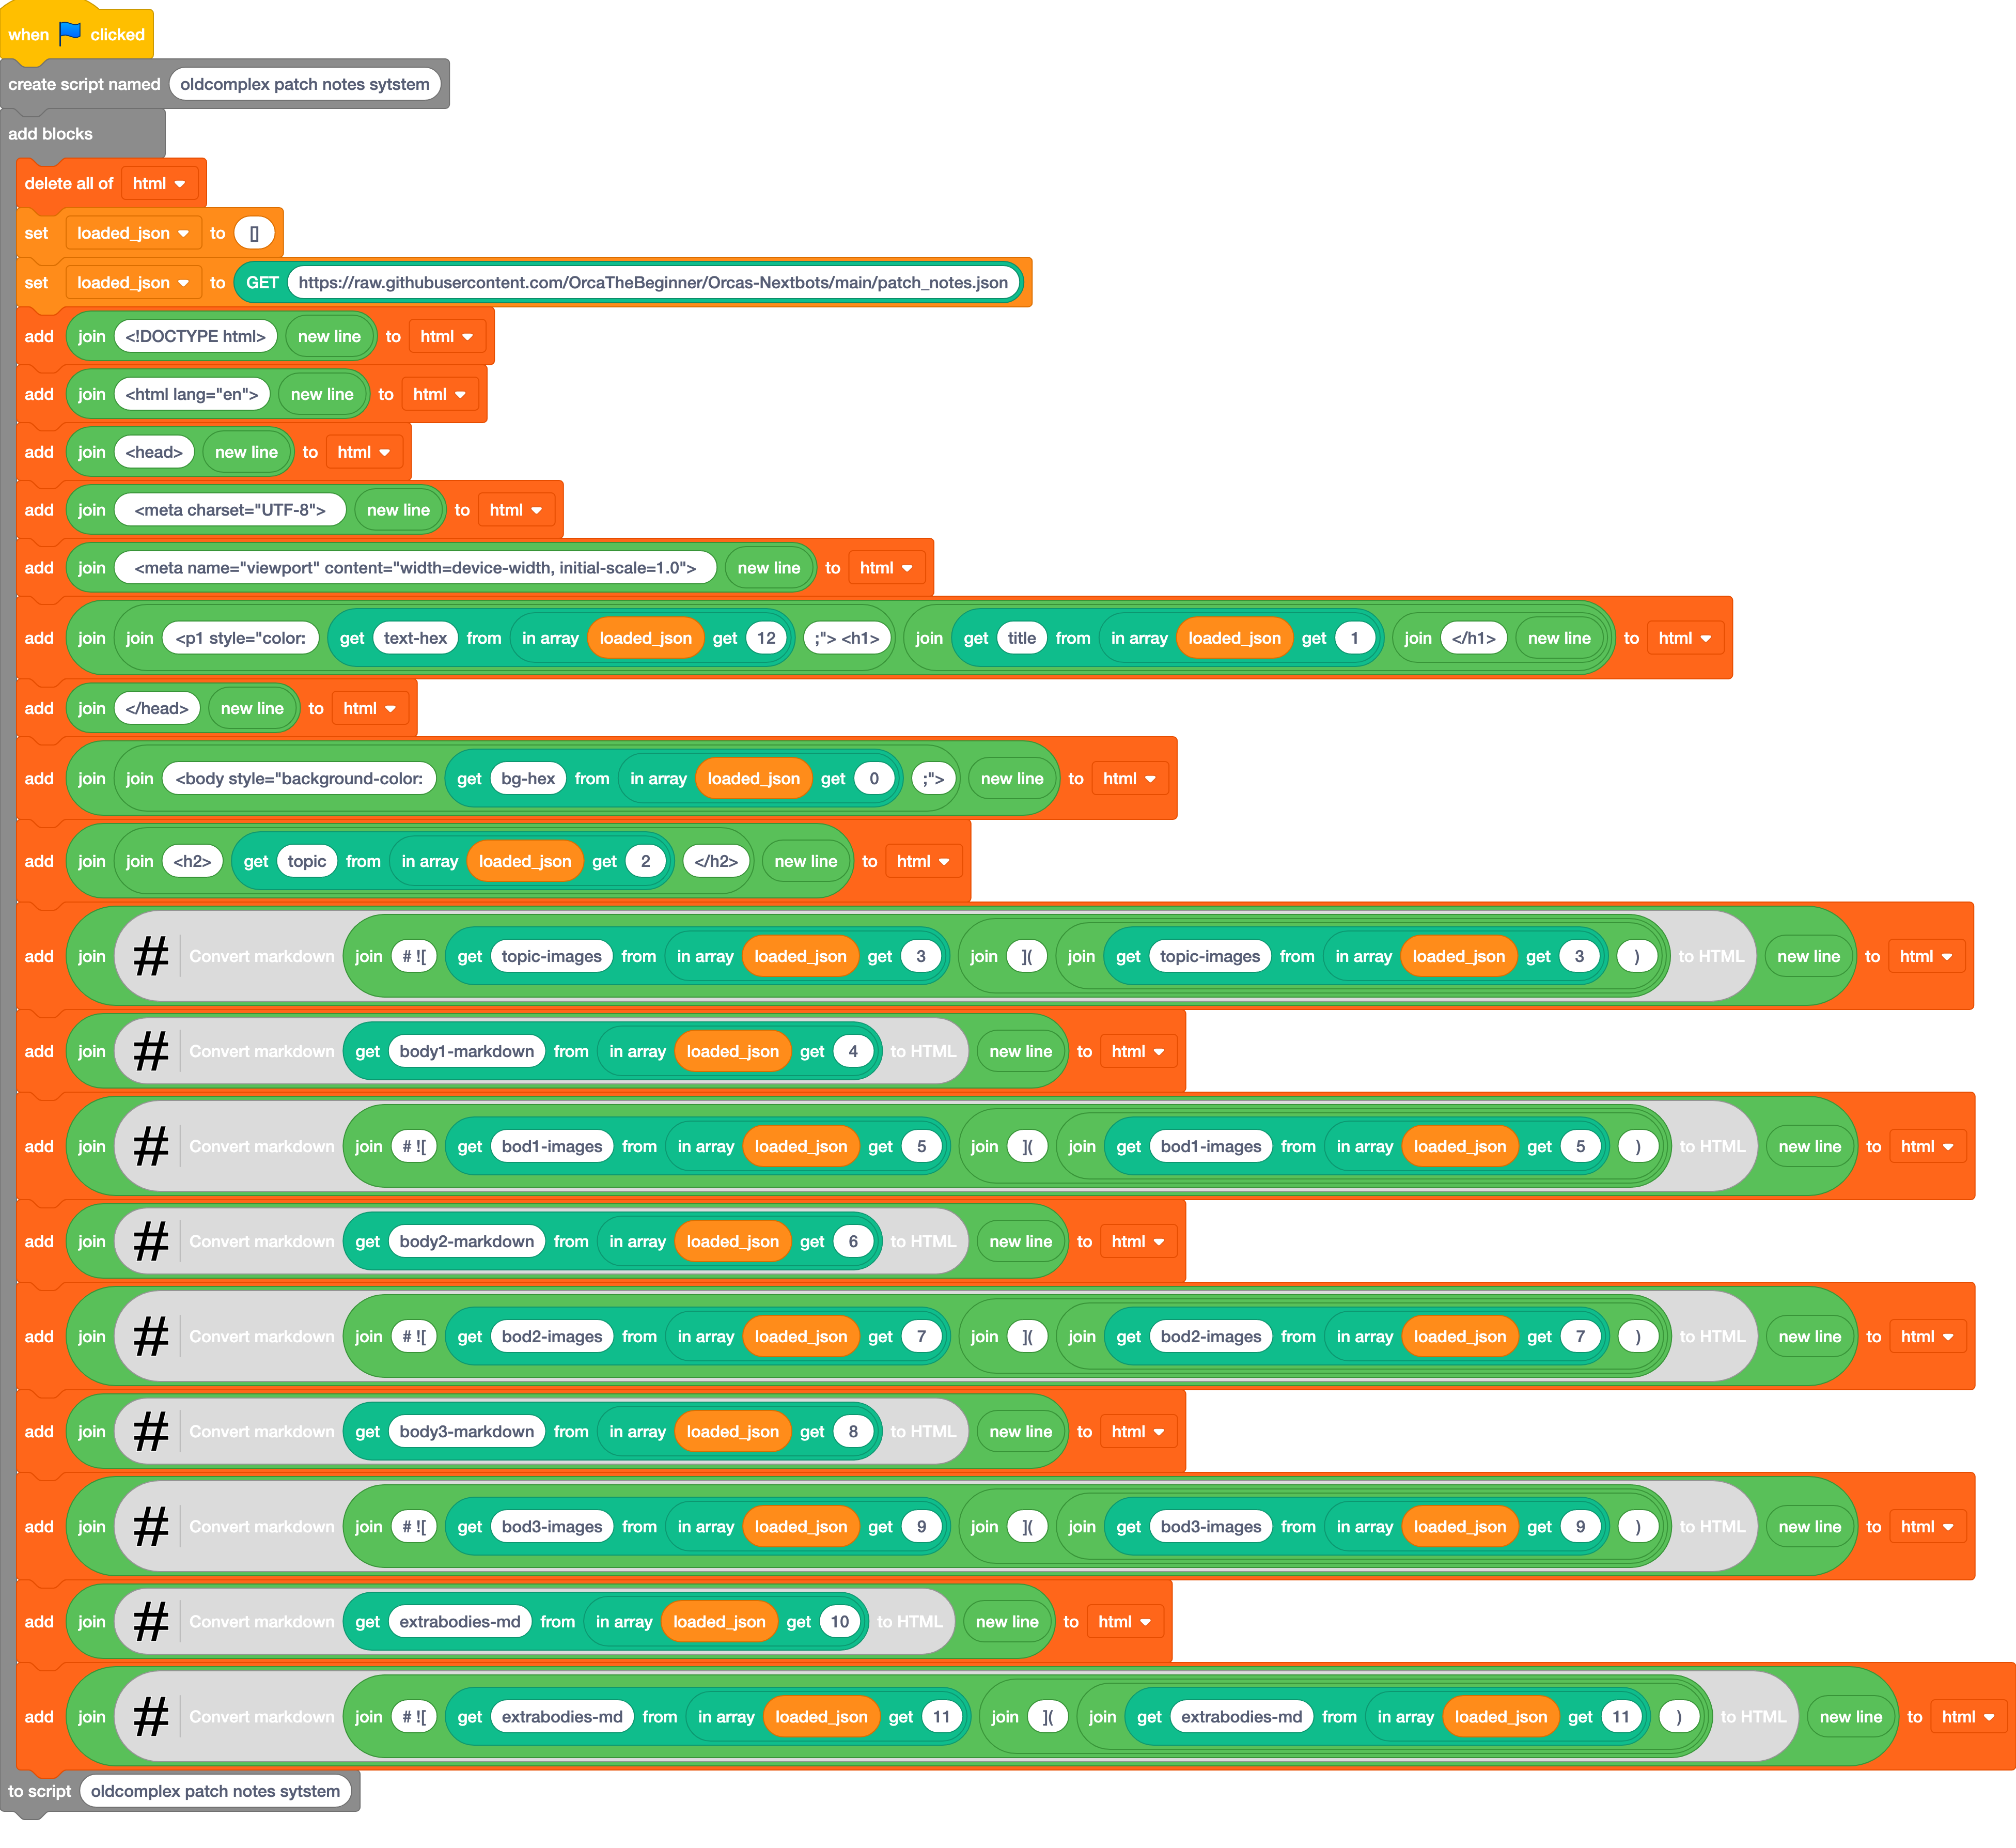 when clicked
create script named oldcomplex patch notes sytstem
add blocks
delete all of html
set loaded_json to []
set loaded_json to GET https://raw.githubusercontent.com/OrcaTheBeginner/Orcas-Nextbots/main/patch_notes.json
add join <!DOCTYPE html> new line to html
add join <html lang="en"> new line to html
add join <head> new line to html
add join <meta charset="UTF-8"> new line to html
add join <meta name="viewport" content="width=device-width, initial-scale=1.0"> new line to html
add join join <p1 style="color: get text-hex from in array loaded_json get 12 ;"> <h1> join get title from in array loaded_json get 1 join </h1> new line to html
add join </head> new line to html
add join join <body style="background-color: get bg-hex from in array loaded_json get 0 ;"> new line to html
add join join <h2> get topic from in array loaded_json get 2 </h2> new line to html
add join # Convert markdown join # ![ get topic-images from in array loaded_json get 3 join ]( join get topic-images from in array loaded_json get 3 ) to HTML new line to html
add join # Convert markdown get body1-markdown from in array loaded_json get 4 to HTML new line to html
add join # Convert markdown join # ![ get bod1-images from in array loaded_json get 5 join ]( join get bod1-images from in array loaded_json get 5 ) to HTML new line to html
add join # Convert markdown get body2-markdown from in array loaded_json get 6 to HTML new line to html
add join # Convert markdown join # ![ get bod2-images from in array loaded_json get 7 join ]( join get bod2-images from in array loaded_json get 7 ) to HTML new line to html
add join # Convert markdown get body3-markdown from in array loaded_json get 8 to HTML new line to html
add join # Convert markdown join # ![ get bod3-images from in array loaded_json get 9 join ]( join get bod3-images from in array loaded_json get 9 ) to HTML new line to html
add join # Convert markdown get extrabodies-md from in array loaded_json get 10 to HTML new line to html
add join # Convert markdown join # ![ get extrabodies-md from in array loaded_json get 11 join ]( join get extrabodies-md from in array loaded_json get 11 ) to HTML new line to html
to script oldcomplex patch notes sytstem